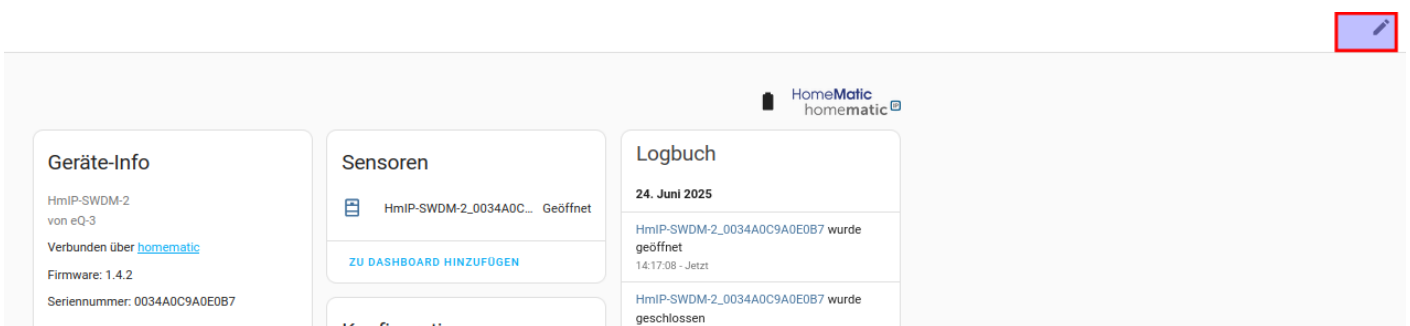 HomeMatic
homematic IP
Geräte-Info
HmIP-SWDM-2
von eQ-3
Verbunden über homematic
Firmware: 1.4.2
Seriennummer: 0034A0C9A0E0B7
Sensoren
HmIP-SWDM-2_0034A0C... Geöffnet
ZU DASHBOARD HINZUFÜGEN
Logbuch
24. Juni 2025
HmIP-SWDM-2_0034A0C9A0E0B7 wurde
geöffnet
14:17:08 - Jetzt
HmIP-SWDM-2_0034A0C9A0E0B7 wurde
geschlossen